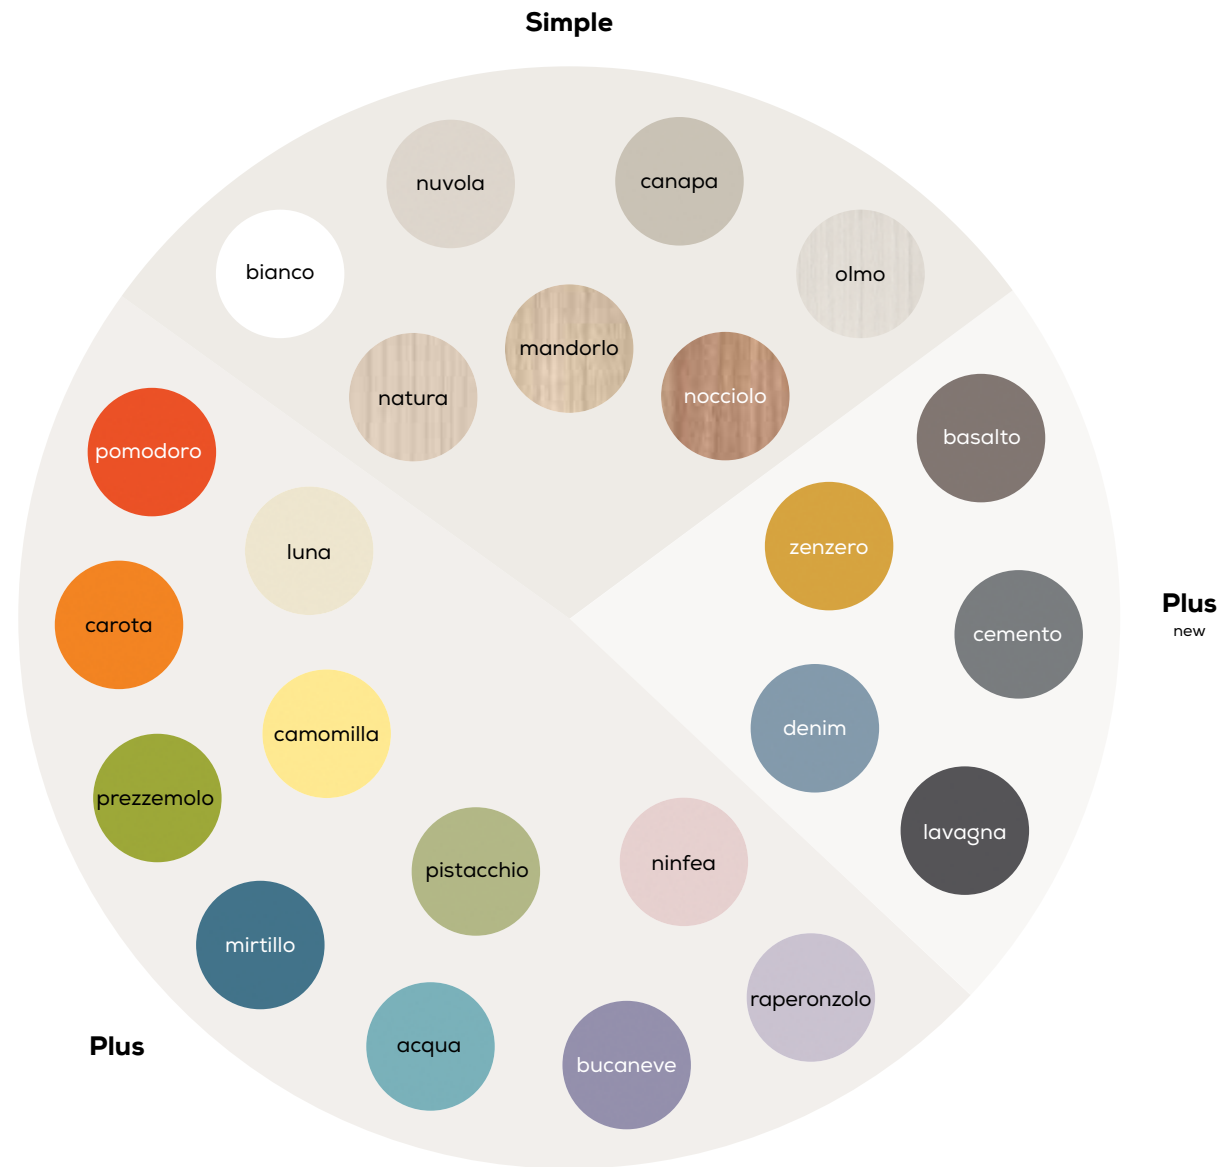 Simple
nuvola
canapa
bianco
olmo
mandorlo
natura
nocciolo
pomodoro
basalto
luna
zenzero
carota
cemento
Plus
new
camomilla
denim
prezzemolo
lavagna
pistacchio
ninfea
mirtillo
raperonzolo
Plus
acqua
bucaneve